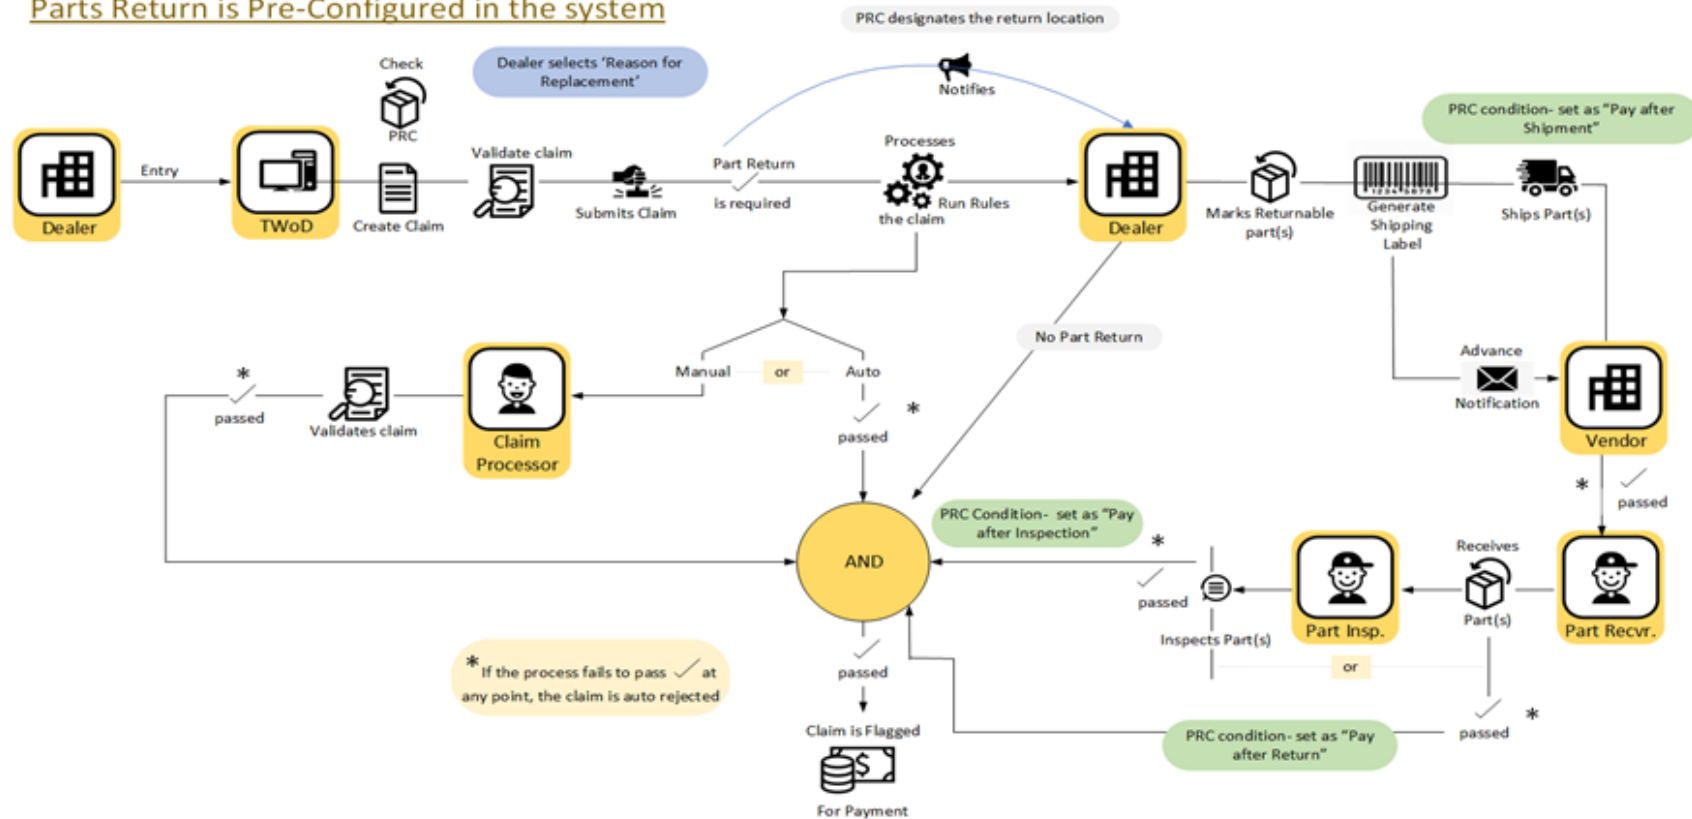 Parts Return is Pre-Configured in the system
PRC designates the return location
Dealer selects ‘Reason for
Replacement’
Check
PRC
Notifies
PRC condition- set as “Pay after
Shipment”
Dealer
Entry
TWoD
Create Claim
Validate claim
Submits Claim
Part Return
is required
Processes
Run Rules
the claim
Dealer
Marks Returnable
part(s)
1234 5678
Generate
Shipping
Label
Ships Part(s)
No Part Return
Advance
Notification
Vendor
Manual
or
Auto
*
passed
Validates claim
Claim
Processor
*
passed
*
passed
PRC Condition- set as “Pay
after Inspection”
AND
*
passed
Inspects Part(s)
Part Insp.
Receives
Part(s)
Part Recvr.
or
*
passed
PRC condition- set as “Pay
after Return”
* If the process fails to pass ✓ at
any point, the claim is auto rejected
passed
Claim is Flagged
$
For Payment